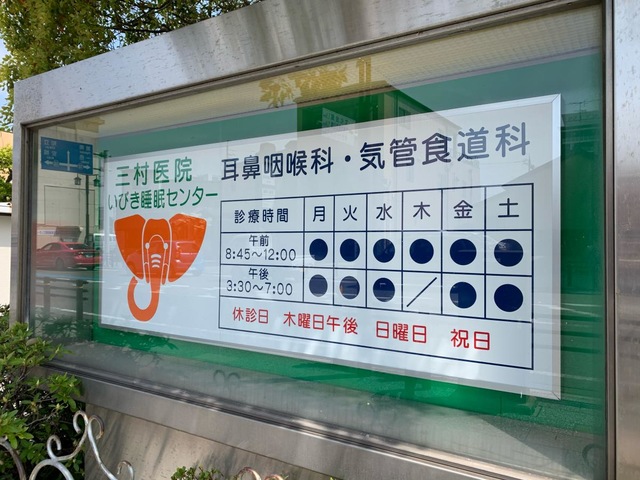 三村医院
いびき睡眠センター
耳鼻咽喉科・気管食道科
診療時間 月 火 水 木 金 土
午前
8:45～12:00 ● ● ● ● ● ●
午後
3:30～7:00 ● ● ● ／ ● ●
休診日 木曜日午後 日曜日 祝日